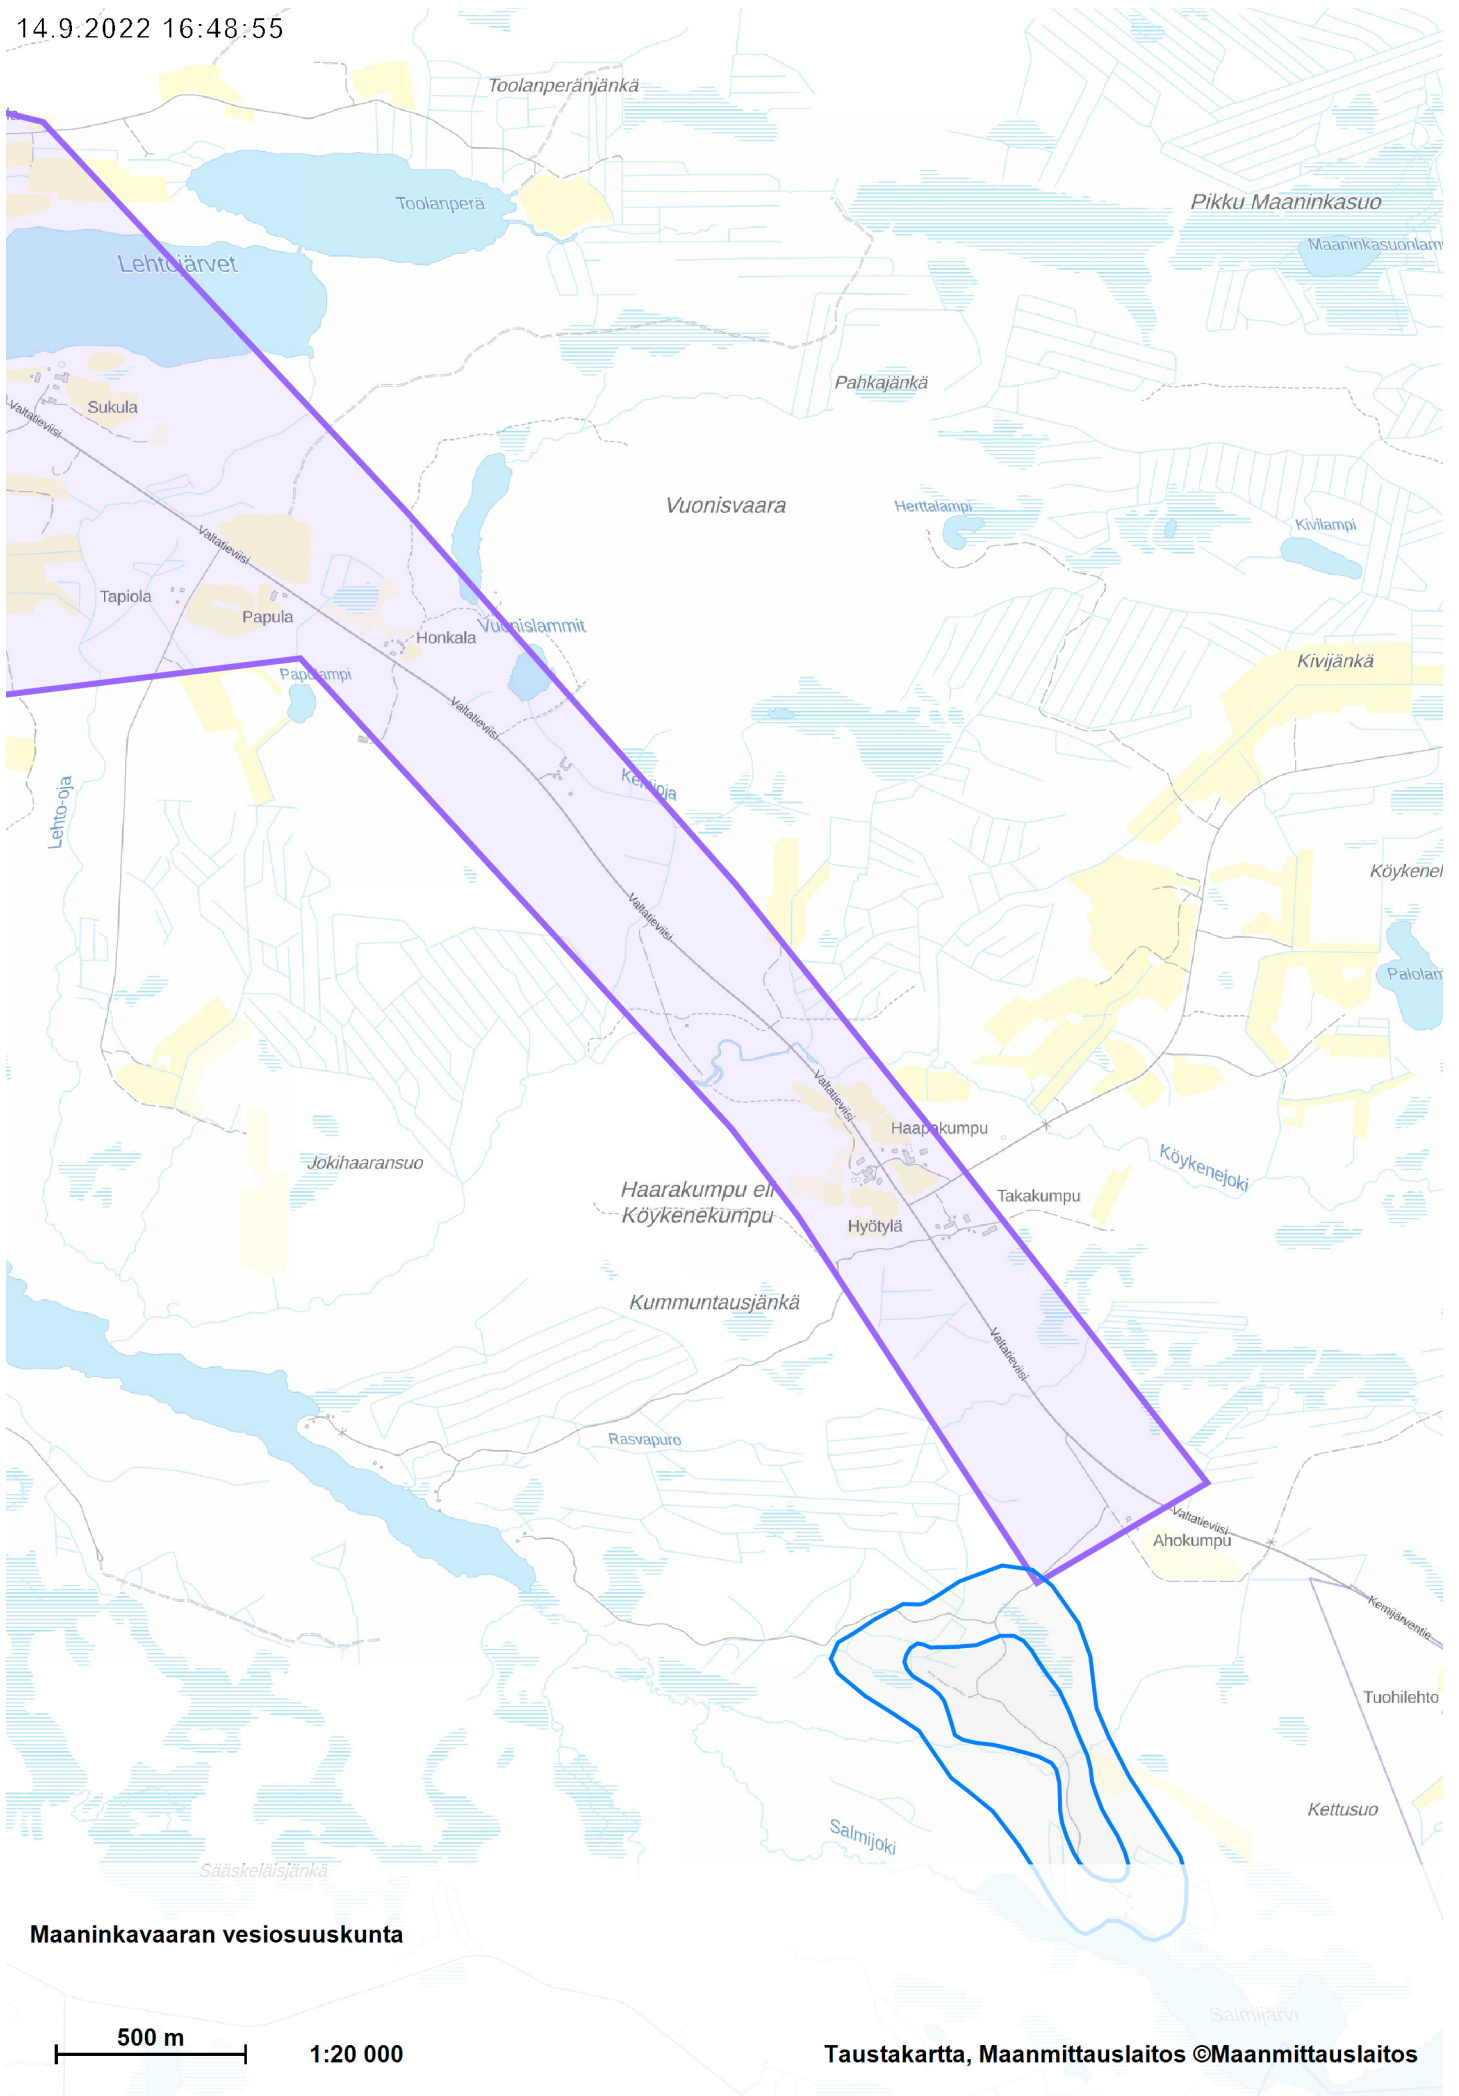 14.9.2022 16:48:55
Toolanperänjänkä
Toolanperä
Pikku Maaninkasuo
Maaninkasuonlam
Lehtojärvet
Pahkajänkä
Sukula
Valtatieviisi
Vuonisvaara
Herttalampi
Kivilampi
Valtatieviisi
Tapiola
Papula
Honkala
Vuonislammit
Kivijänkä
Papulampi
Valtatieviisi
Lehto-oja
Kemioja
Köykenel
Valtatieviisi
Palolam
Valtatieviisi
Haapakumpu
Jokihaaransuo
Köykenejoki
Haarakumpu eli
Köykenekumpu
Takakumpu
Hyötylä
Kummuntausjänkä
Valtatieviisi
Rasvapuro
Valtatieviisi
Ahokumpu
Kemijärventie
Tuohilehto
Kettusuo
Salmijoki
Sääskeläisjänkä
Maaninkavaaran vesiosuuskunta
Salmijärvi
500 m
1:20 000
Taustakartta, Maanmittauslaitos ©Maanmittauslaitos